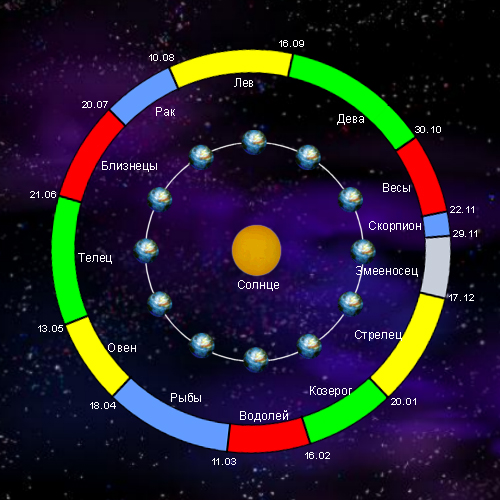 16.09
10.08
Лев
20.07
Рак
Дева
30.10
Близнецы
Весы
21.06
22.11
Скорпион
29.11
Телец
Змееносец
Солнце
17.12
13.05
Стрелец
Овен
Козерог
Рыбы
20.01
18.04
Водолей
16.02
11.03